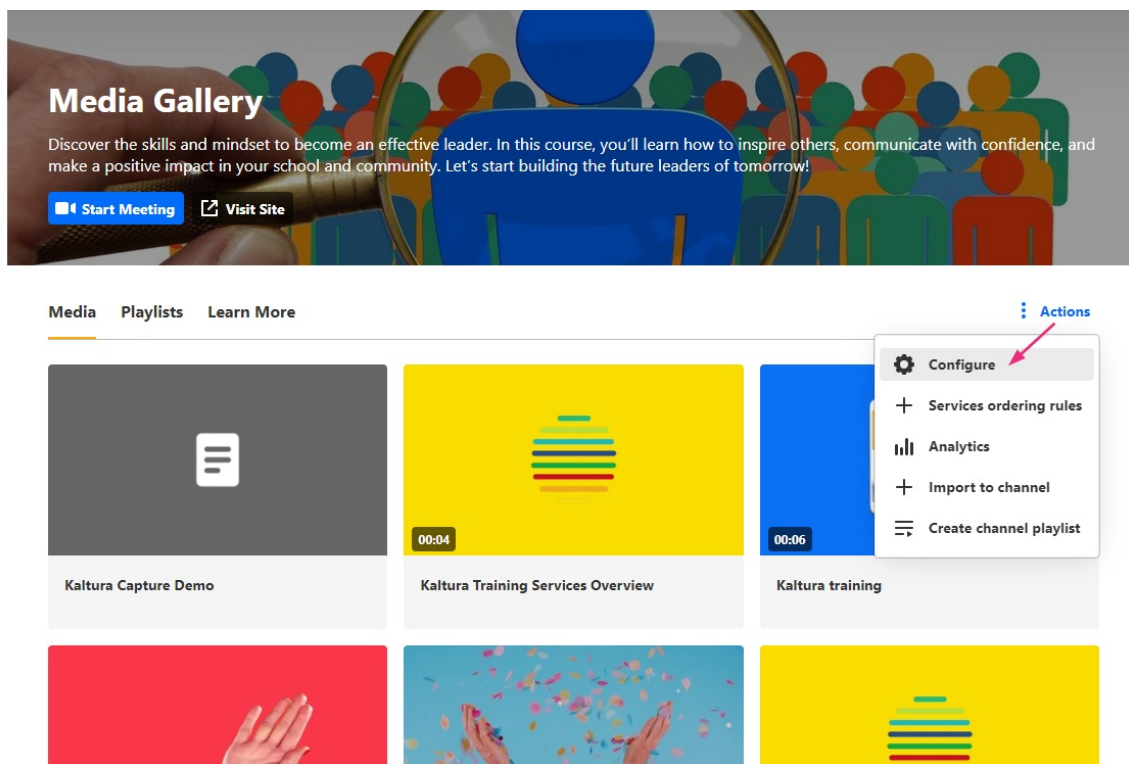 Media Gallery
Discover the skills and mindset to become an effective leader. In this course, you'll learn how to inspire others, communicate with confidence, and
make a positive impact in your school and community. Let's start building the future leaders of tomorrow!
Start Meeting Visit Site
Media Playlists Learn More Actions
Configure
Services ordering rules
Analytics
Import to channel
Create channel playlist
00:04 00:06
Kaltura Capture Demo Kaltura Training Services Overview Kaltura training